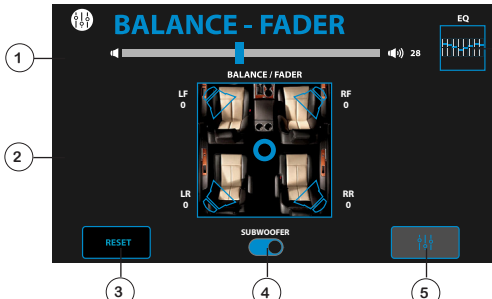 BALANCE - FADER
EQ
1
28
BALANCE / FADER
LF
0
RF
0
2
LR
0
RR
0
SUBWOOFER
RESET
3
4
5